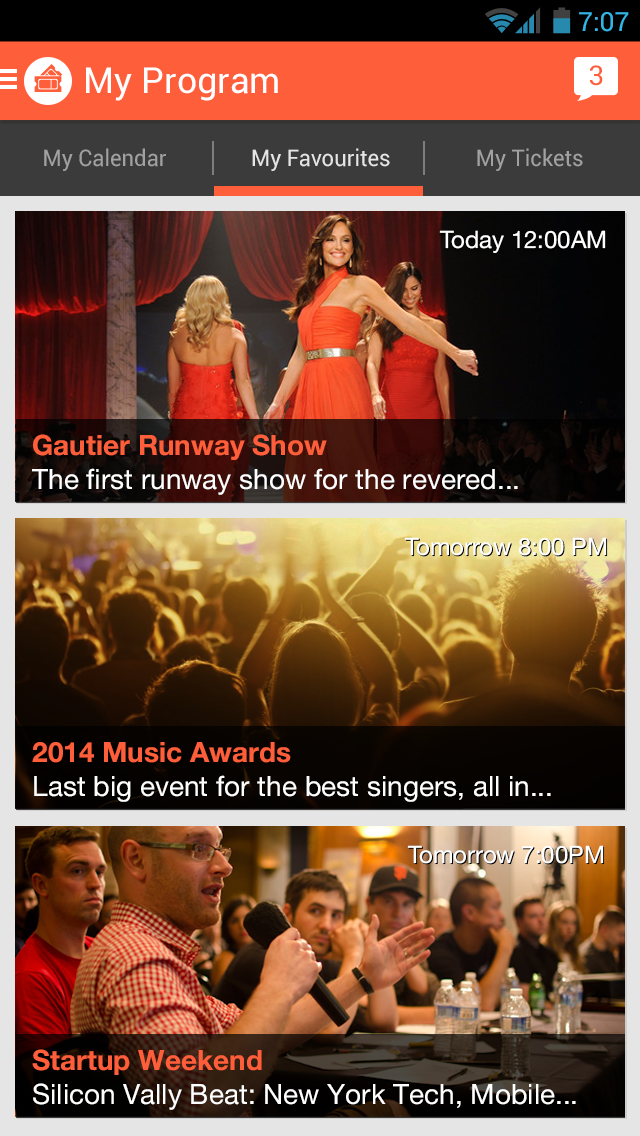 7:07
My Program
3
My Calendar
My Favourites
My Tickets
Today 12:00AM
Gautier Runway Show
The first runway show for the revered...
Tomorrow 8:00 PM
2014 Music Awards
Last big event for the best singers, all in...
Tomorrow 7:00PM
Startup Weekend
Silicon Vally Beat: New York Tech, Mobile...